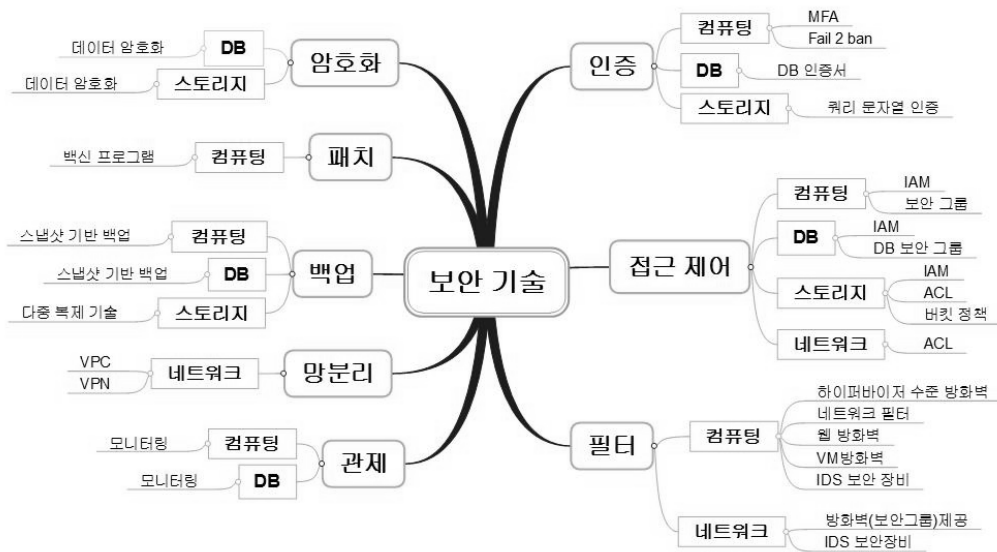 보안 기술
암호화
DB
데이터 암호화
스토리지
데이터 암호화
패치
컴퓨팅
백신 프로그램
백업
컴퓨팅
스냅샷 기반 백업
DB
스냅샷 기반 백업
스토리지
다중 복제 기술
망분리
네트워크
VPC
VPN
관제
컴퓨팅
모니터링
DB
모니터링
인증
컴퓨팅
MFA
Fail 2 ban
DB
DB 인증서
스토리지
쿼리 문자열 인증
접근 제어
컴퓨팅
IAM
보안 그룹
DB
IAM
DB 보안 그룹
스토리지
IAM
ACL
버킷 정책
네트워크
ACL
필터
컴퓨팅
하이퍼바이저 수준 방화벽
네트워크 필터
웹 방화벽
VM방화벽
IDS 보안 장비
네트워크
방화벽(보안그룹)제공
IDS 보안장비